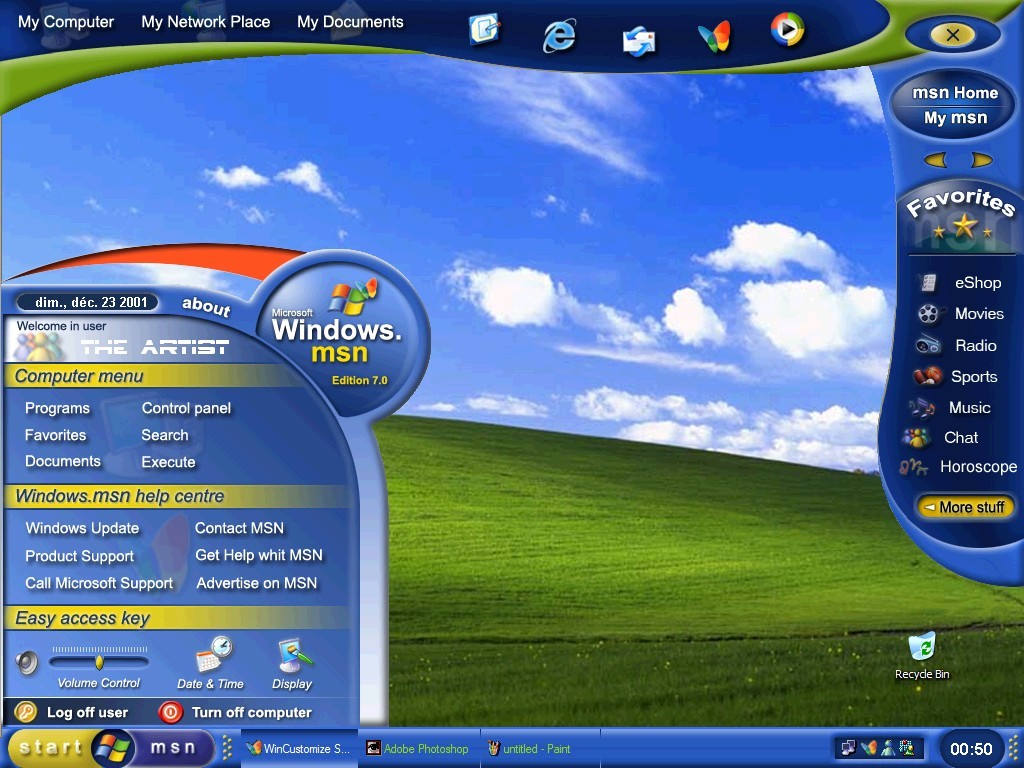 My Computer My Network Place My Documents
msn Home
My msn
Favorites
msn
eShop
Movies
Radio
Sports
Music
Chat
Horoscope
More stuff
dim., déc. 23 2001 about
Microsoft
Windows.
msn
Edition 7.0
Welcome in user
THE ARTIST
Computer menu
Programs Control panel
Favorites Search
Documents Execute
Windows.msn help centre
Windows Update Contact MSN
Product Support Get Help whit MSN
Call Microsoft Support Advertise on MSN
Easy access key
Volume Control Date & Time Display
Log off user Turn off computer
Recycle Bin
start msn WinCustomize S... Adobe Photoshop untitled - Paint 00:50